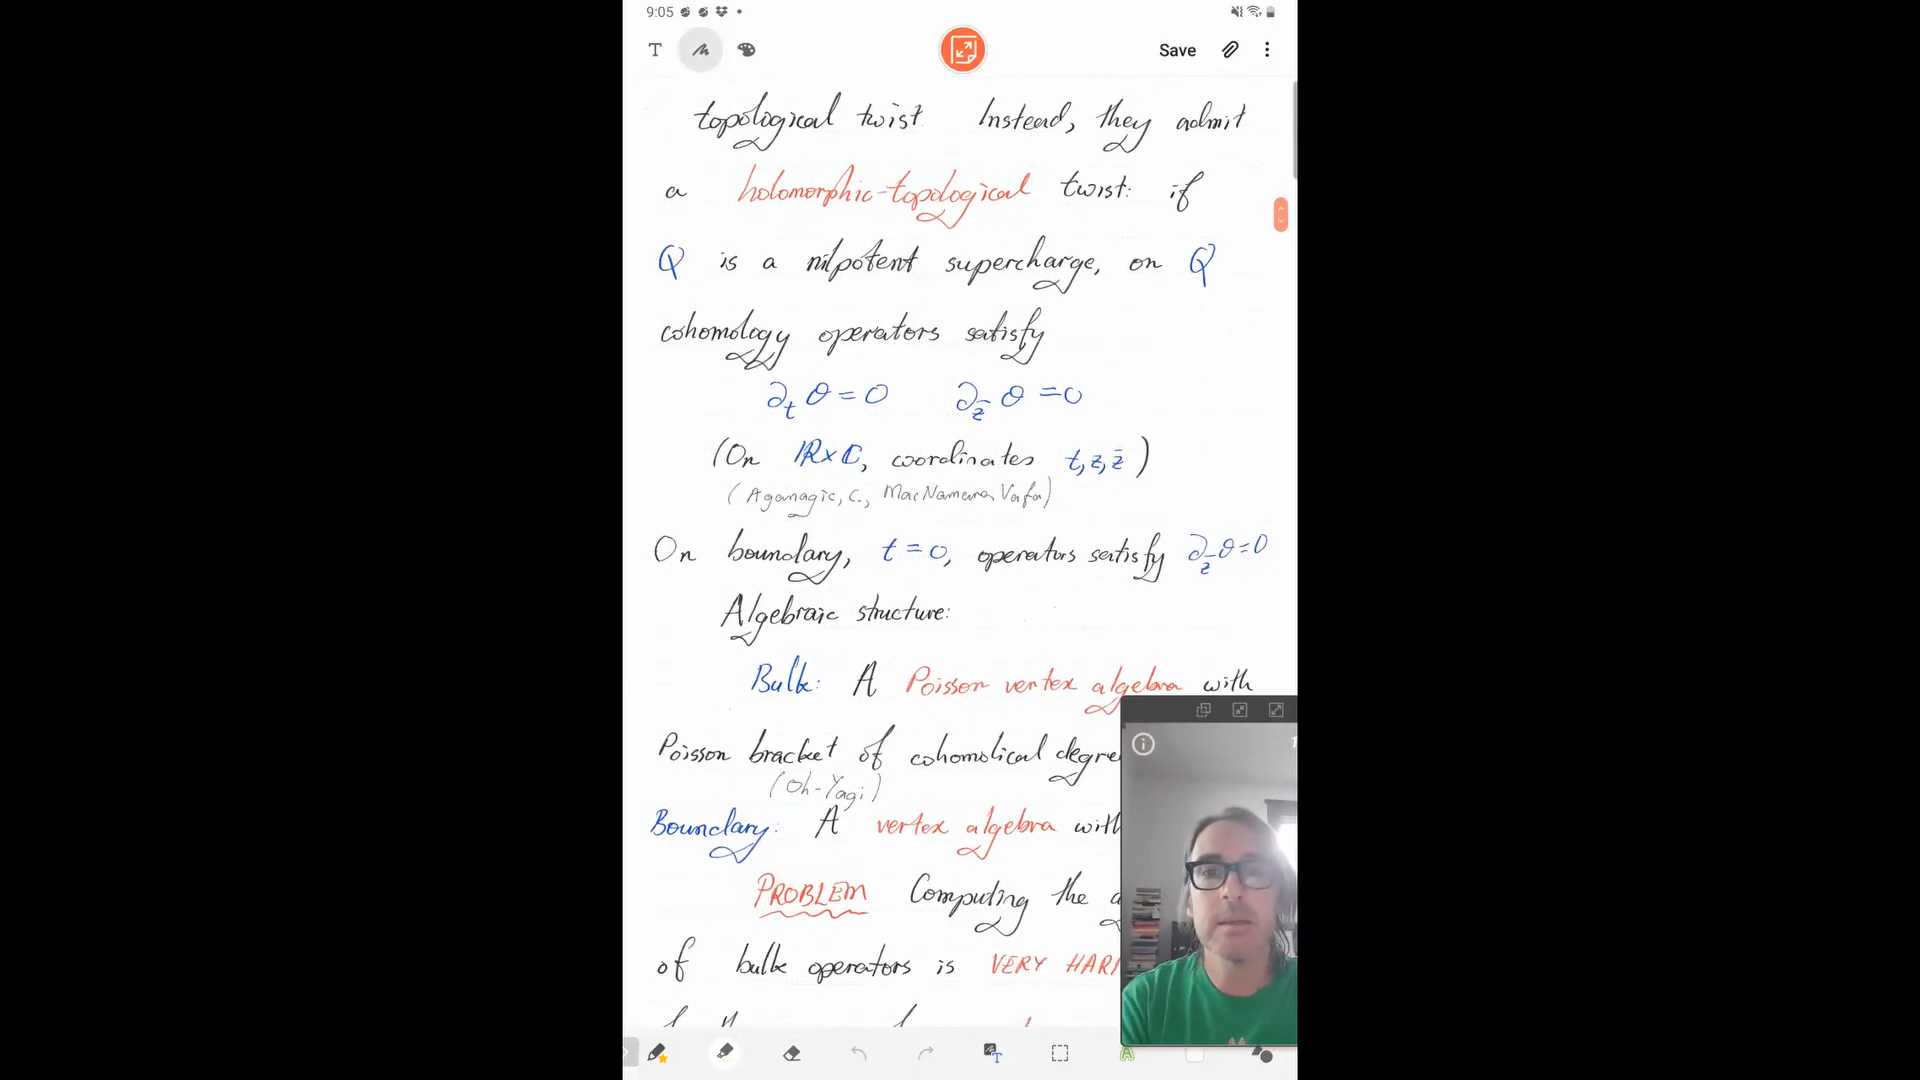 9:05
T
Save
topological twist. Instead, they admit
a holomorphic-topological twist: if
Q is a nilpotent supercharge, on Q
cohomology operators satisfy
∂_t O = 0 ∂_z̄ O = 0
(On ℝ×ℂ, coordinates t, z, z̄)
(Aganagic, C., MacNamera, Vafa)
On boundary, t = 0, operators satisfy ∂_z̄ O = 0
Algebraic structure:
Bulk: A Poisson vertex algebra with
Poisson bracket of cohomolical degre
(Oh-Yagi)
Boundary: A vertex algebra with
PROBLEM Computing the
of bulk operators is VERY HAR